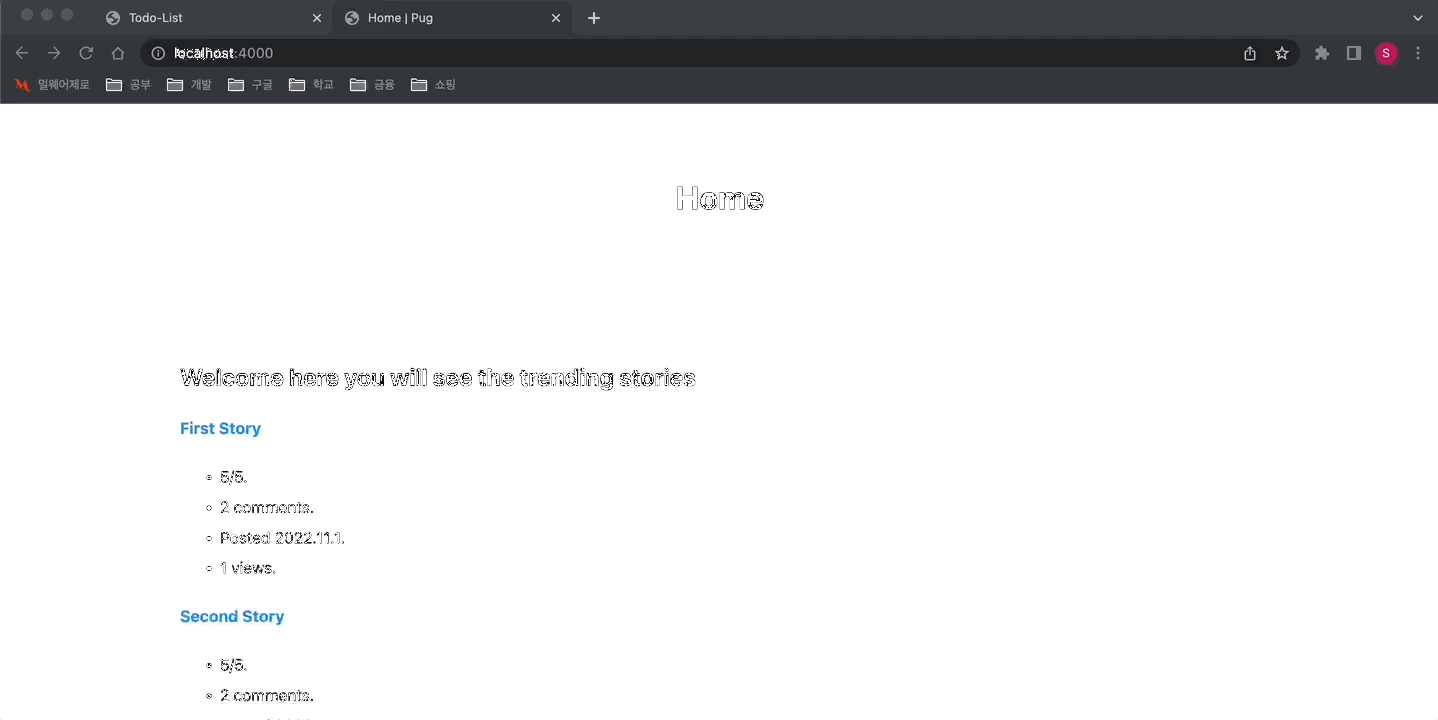 Todo-List
Home | Pug
localhost:4000
멀웨어제로 공부 개발 구글 학교 금융 쇼핑
S
Home
Welcome here you will see the trending stories
First Story
5/5.
2 comments.
Posted 2022.11.1.
1 views.
Second Story
5/5.
2 comments.